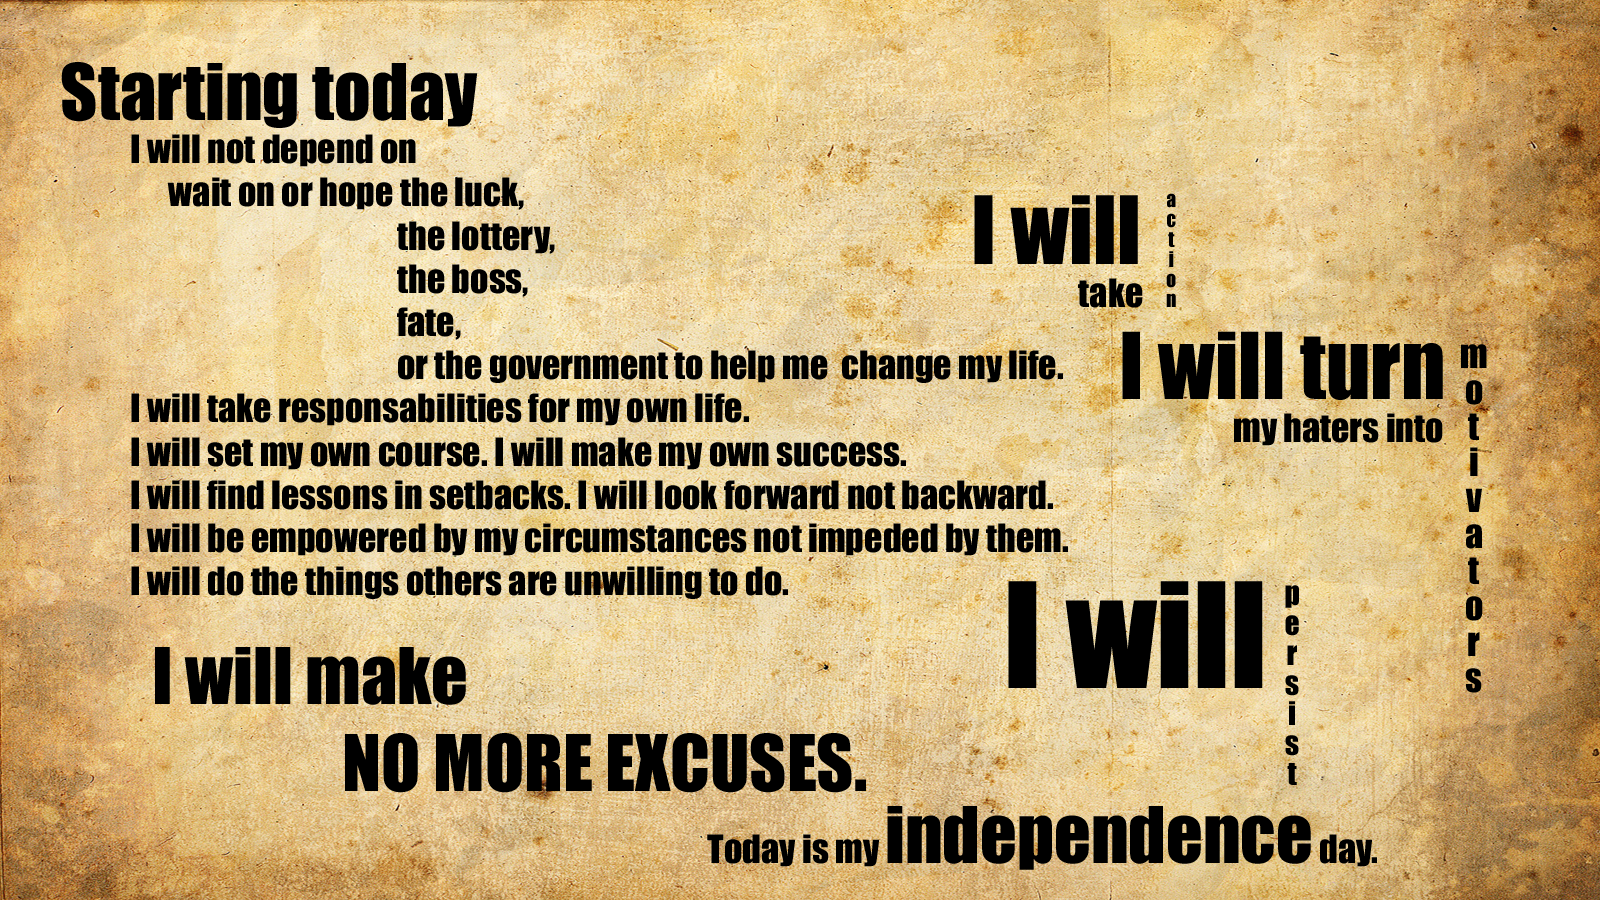 Starting today
I will not depend on
wait on or hope the luck,
the lottery,
the boss,
fate,
or the government to help me change my life.
I will take responsabilities for my own life.
I will set my own course. I will make my own success.
I will find lessons in setbacks. I will look forward not backward.
I will be empowered by my circumstances not impeded by them.
I will do the things others are unwilling to do.
I will make
NO MORE EXCUSES.
I will
take
action
I will turn
my haters into
motivators
I will
persist
Today is my independence day.